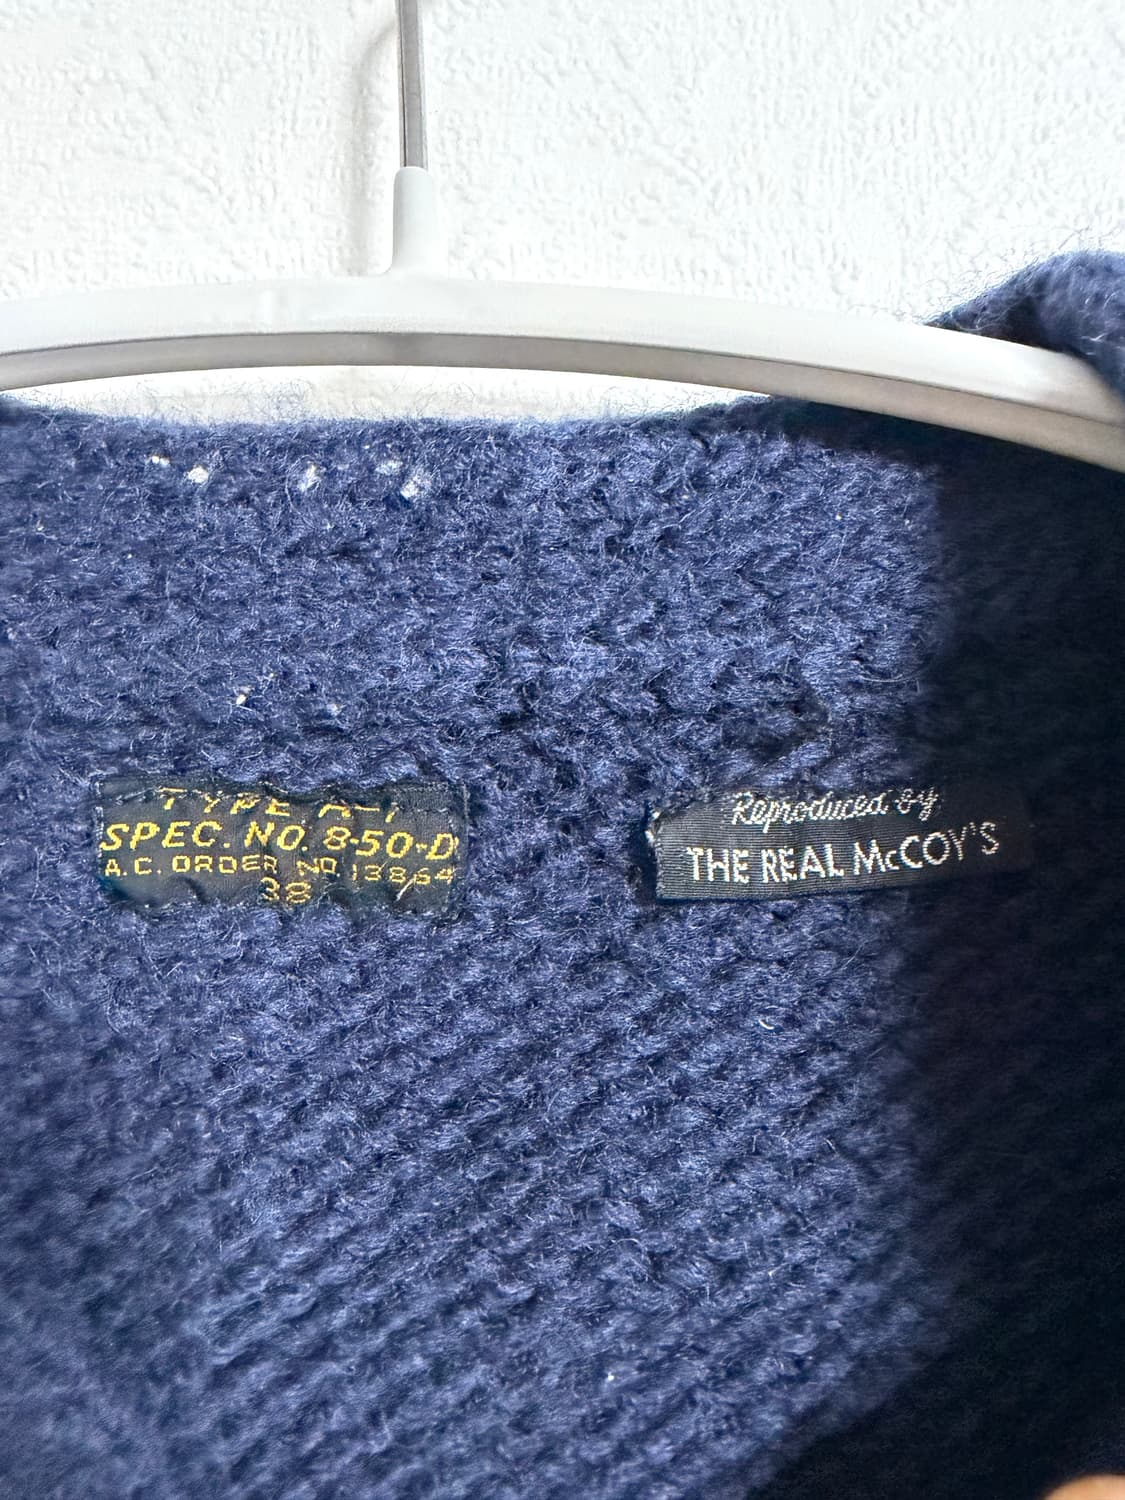 TYPE A-1
SPEC. NO. 8-50-D
A.C. ORDER NO 13864
38
Reproduced by
THE REAL McCOY'S